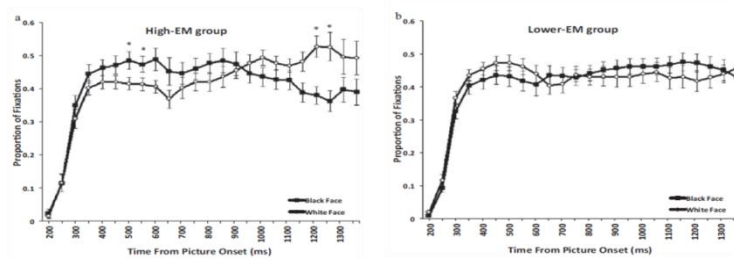 a
High-EM group
Proportion of Fixations
0.6
0.5
0.4
0.3
0.2
0.1
0
* * * *
Black Face
White Face
200 300 400 500 600 700 800 900 1000 1100 1200 1300
Time From Picture Onset (ms)
b
Lower-EM group
Proportion of Fixations
0.6
0.5
0.4
0.3
0.2
0.1
0
Black Face
White Face
200 300 400 500 600 700 800 900 1000 1100 1200 1300
Time From Picture Onset (ms)